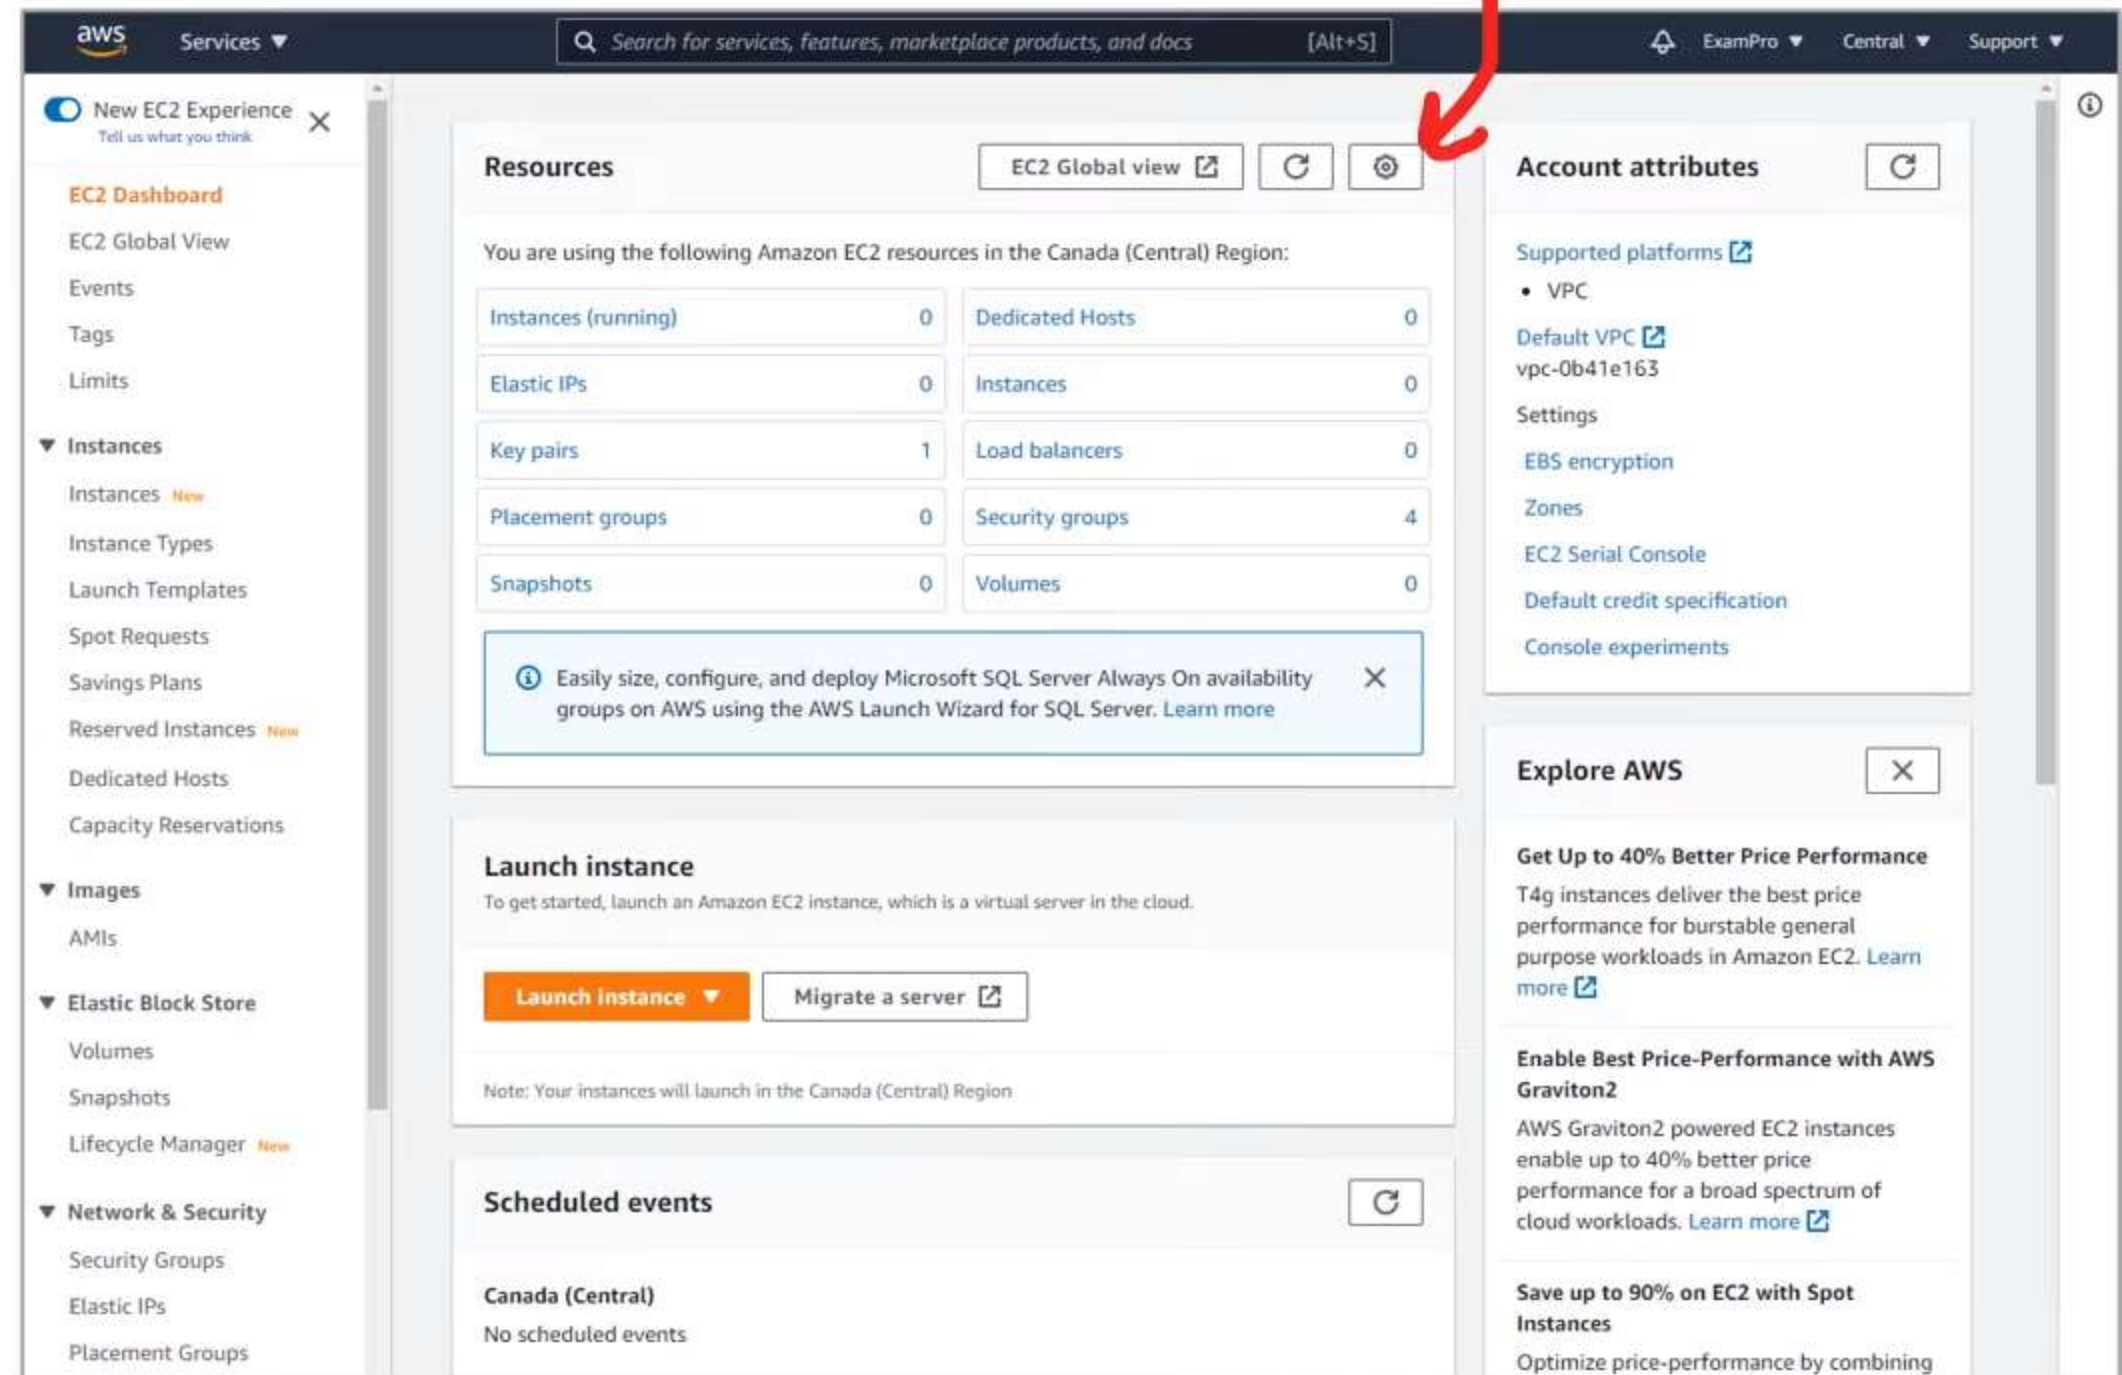 aws
Services
Search for services, features, marketplace products, and docs [Alt+S]
ExamPro
Central
Support
New EC2 Experience
Tell us what you think
EC2 Dashboard
EC2 Global View
Events
Tags
Limits
Instances
Instances New
Instance Types
Launch Templates
Spot Requests
Savings Plans
Reserved Instances New
Dedicated Hosts
Capacity Reservations
Images
AMIs
Elastic Block Store
Volumes
Snapshots
Lifecycle Manager New
Network & Security
Security Groups
Elastic IPs
Placement Groups
Resources
EC2 Global view
You are using the following Amazon EC2 resources in the Canada (Central) Region:
Instances (running) 0
Dedicated Hosts 0
Elastic IPs 0
Instances 0
Key pairs 1
Load balancers 0
Placement groups 0
Security groups 4
Snapshots 0
Volumes 0
Easily size, configure, and deploy Microsoft SQL Server Always On availability
groups on AWS using the AWS Launch Wizard for SQL Server. Learn more
Launch instance
To get started, launch an Amazon EC2 instance, which is a virtual server in the cloud.
Launch instance
Migrate a server
Note: Your instances will launch in the Canada (Central) Region
Scheduled events
Canada (Central)
No scheduled events
Account attributes
Supported platforms
• VPC
Default VPC
vpc-0b41e163
Settings
EBS encryption
Zones
EC2 Serial Console
Default credit specification
Console experiments
Explore AWS
Get Up to 40% Better Price Performance
T4g instances deliver the best price
performance for burstable general
purpose workloads in Amazon EC2. Learn
more
Enable Best Price-Performance with AWS
Graviton2
AWS Graviton2 powered EC2 instances
enable up to 40% better price
performance for a broad spectrum of
cloud workloads. Learn more
Save up to 90% on EC2 with Spot
Instances
Optimize price-performance by combining